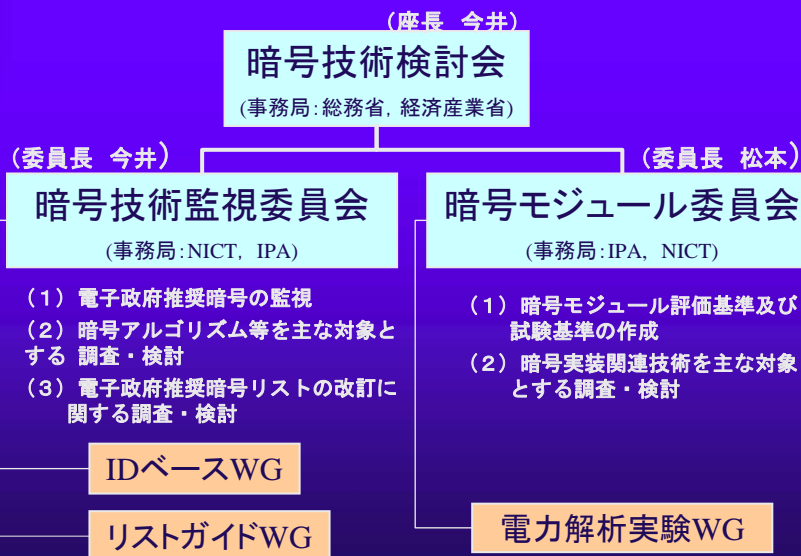 (座長 今井)
暗号技術検討会
(事務局:総務省, 経済産業省)
(委員長 今井)
暗号技術監視委員会
(事務局:NICT, IPA)
(1)電子政府推奨暗号の監視
(2)暗号アルゴリズム等を主な対象と
する 調査・検討
(3)電子政府推奨暗号リストの改訂に
関する調査・検討
IDベースWG
リストガイドWG
(委員長 松本)
暗号モジュール委員会
(事務局:IPA, NICT)
(1)暗号モジュール評価基準及び
試験基準の作成
(2)暗号実装関連技術を主な対象
とする調査・検討
電力解析実験WG